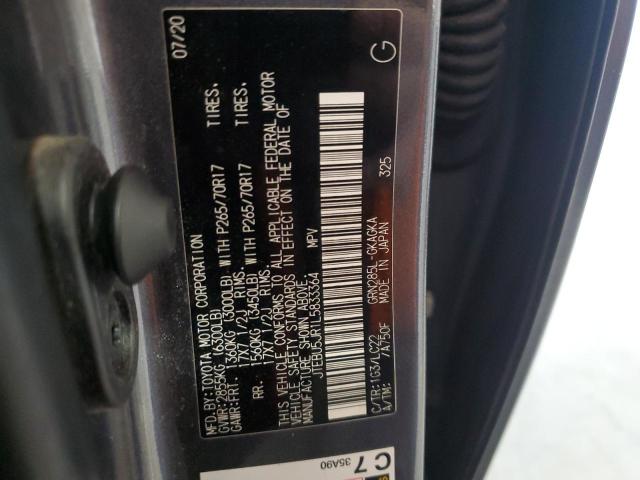 MFD.BY:TOYOTA MOTOR CORPORATION 07/20
GVWR:2855KG (6300LB)
GAWR:FRT. 1360KG (3000LB) WITH P265/70R17 TIRES.
17X7 1/2J RIMS.
RR. 1560KG (3450LB) WITH P265/70R17 TIRES.
17X7 1/2J RIMS.
THIS VEHICLE CONFORMS TO ALL APPLICABLE FEDERAL MOTOR
VEHICLE SAFETY STANDARDS IN EFFECT ON THE DATE OF
MANUFACTURE SHOWN ABOVE.
JTEBU5JR1L5833364 MPV
C/TR:1G3/LC22 GRN285L-GKAGKA
A/TM: /A750F MADE IN JAPAN 325
G
C 7
35A90